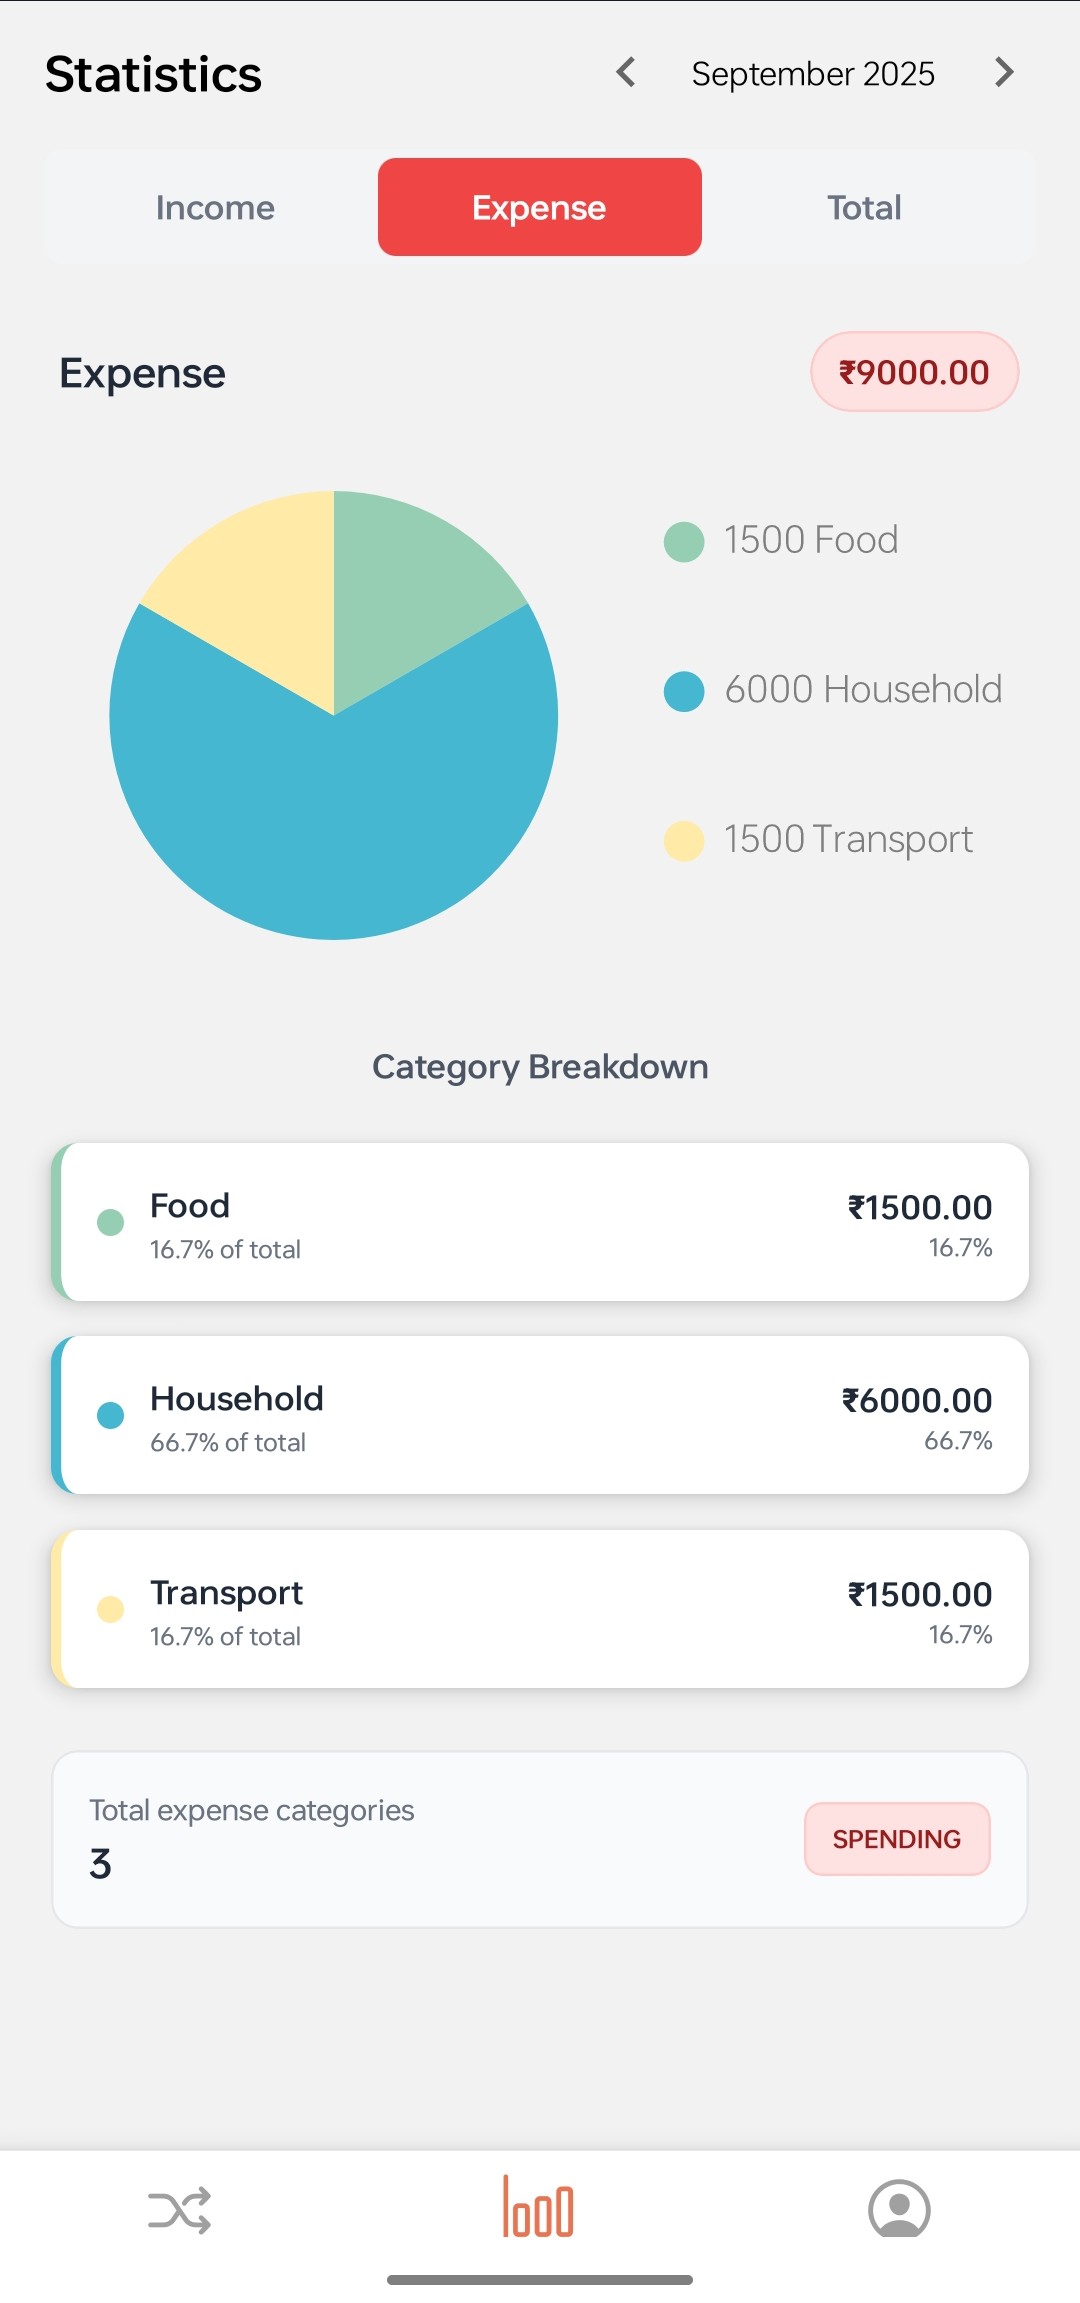 Statistics
September 2025
Income Expense Total
Expense
₹9000.00
1500 Food
6000 Household
1500 Transport
Category Breakdown
Food
₹1500.00
16.7% of total
16.7%
Household
₹6000.00
66.7% of total
66.7%
Transport
₹1500.00
16.7% of total
16.7%
Total expense categories
3
SPENDING